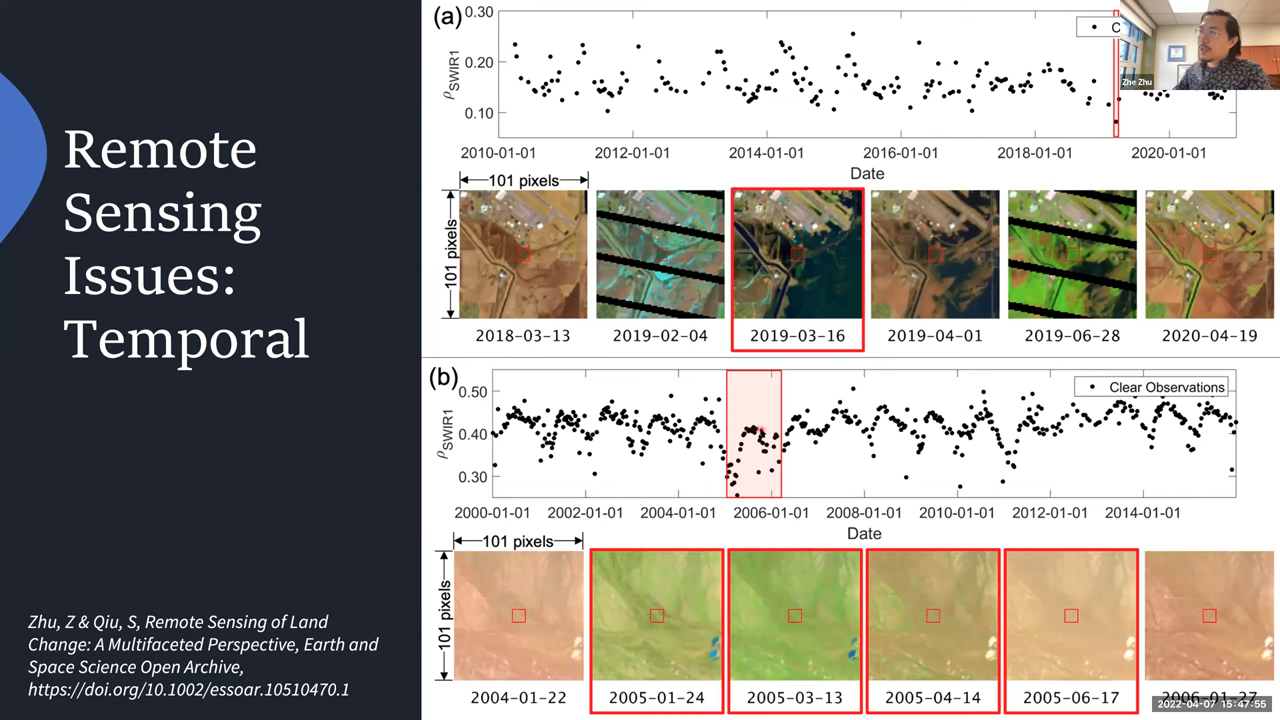 Remote
Sensing
Issues:
Temporal
Zhu, Z & Qiu, S, Remote Sensing of Land
Change: A Multifaceted Perspective, Earth and
Space Science Open Archive,
https://doi.org/10.1002/essoar.10510470.1
(a)
0.30
0.20
0.10
ρSWIR1
C
Zhe Zhu
2010-01-01 2012-01-01 2014-01-01 2016-01-01 2018-01-01 2020-01-01
Date
101 pixels
101 pixels
2018-03-13 2019-02-04 2019-03-16 2019-04-01 2019-06-28 2020-04-19
(b)
0.50
0.40
0.30
ρSWIR1
Clear Observations
2000-01-01 2002-01-01 2004-01-01 2006-01-01 2008-01-01 2010-01-01 2012-01-01 2014-01-01
Date
101 pixels
101 pixels
2004-01-22 2005-01-24 2005-03-13 2005-04-14 2005-06-17 2006-01-27
2022-04-07 15:47:55